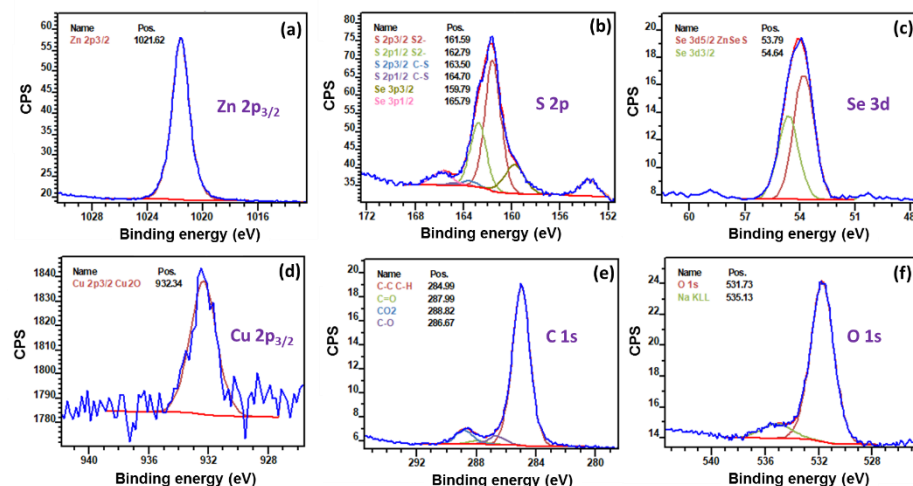 (a)
Name Pos.
Zn 2p3/2 1021.62
Zn 2p3/2
CPS
60
55
50
45
40
35
30
25
20
1028 1024 1020 1016
Binding energy (eV)
(b)
Name Pos.
S 2p3/2 S2- 161.59
S 2p1/2 S2- 162.79
S 2p3/2 C-S 163.50
S 2p1/2 C-S 164.70
Se 3p3/2 159.79
Se 3p1/2 165.79
S 2p
CPS
75
70
65
60
55
50
45
40
35
172 168 164 160 156 152
Binding energy (eV)
(c)
Name Pos.
Se 3d5/2 ZnSe S 53.79
Se 3d3/2 54.64
Se 3d
CPS
20
18
16
14
12
10
8
60 57 54 51 48
Binding energy (eV)
(d)
Name Pos.
Cu 2p3/2 Cu2O 932.34
Cu 2p3/2
CPS
1840
1830
1820
1810
1800
1790
1780
940 936 932 928
Binding energy (eV)
(e)
Name Pos.
C-C C-H 284.99
C=O 287.99
CO2 288.82
C-O 286.67
C 1s
CPS
20
18
16
14
12
10
8
6
292 288 284 280
Binding energy (eV)
(f)
Name Pos.
O 1s 531.73
Na KLL 535.13
O 1s
CPS
24
22
20
18
16
14
540 536 532 528
Binding energy (eV)